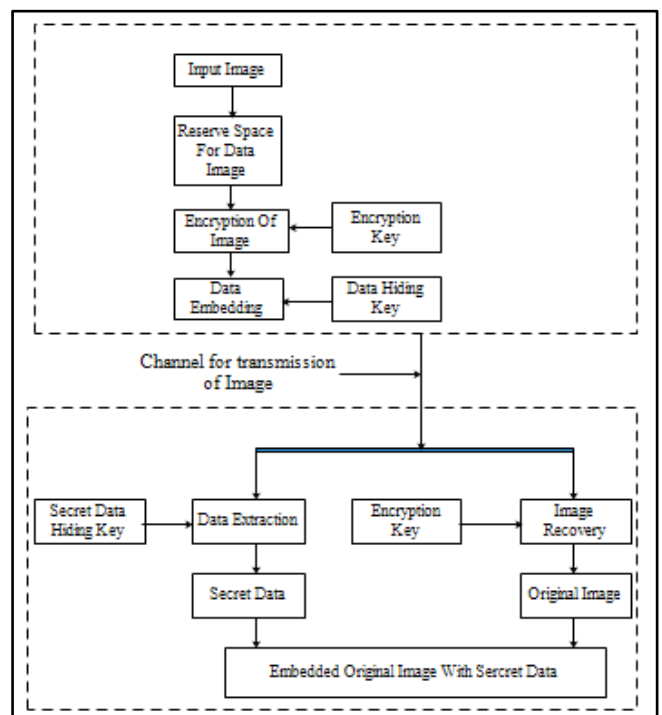 Input Image
Reserve Space
For Data
Image
Encryption Of
Image
Encryption
Key
Data
Embedding
Data Hiding
Key
Channel for transmission
of Image
Secret Data
Hiding Key
Data Extraction
Encryption
Key
Image
Recovery
Secret Data
Original Image
Embedded Original Image With Sercret Data